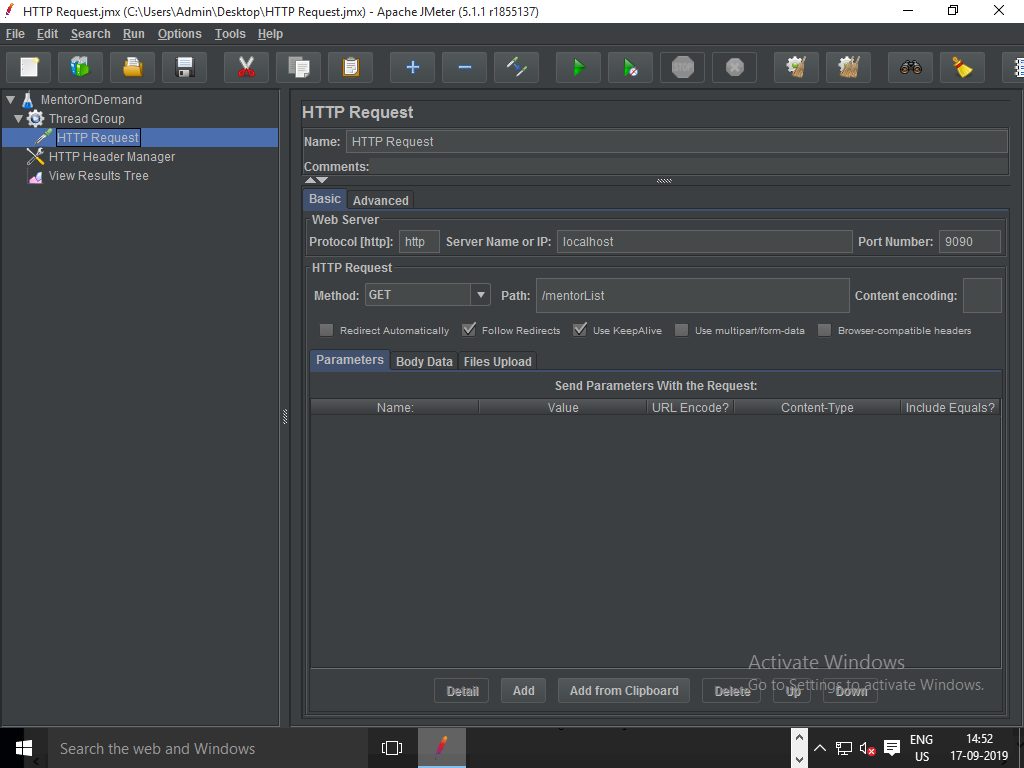 HTTP Request.jmx (C:\Users\Admin\Desktop\HTTP Request.jmx) - Apache JMeter (5.1.1 r1855137)
File Edit Search Run Options Tools Help
STOP
MentorOnDemand
Thread Group
HTTP Request
HTTP Header Manager
View Results Tree
HTTP Request
Name: HTTP Request
Comments:
Basic Advanced
Web Server
Protocol [http]: http Server Name or IP: localhost Port Number: 9090
HTTP Request
Method: GET Path: /mentorList Content encoding:
Redirect Automatically Follow Redirects Use KeepAlive Use multipart/form-data Browser-compatible headers
Parameters Body Data Files Upload
Send Parameters With the Request:
Name: Value URL Encode? Content-Type Include Equals?
Detail Add Add from Clipboard Delete Up Down
Activate Windows
Go to Settings to activate Windows.
Search the web and Windows
ENG
US
14:52
17-09-2019